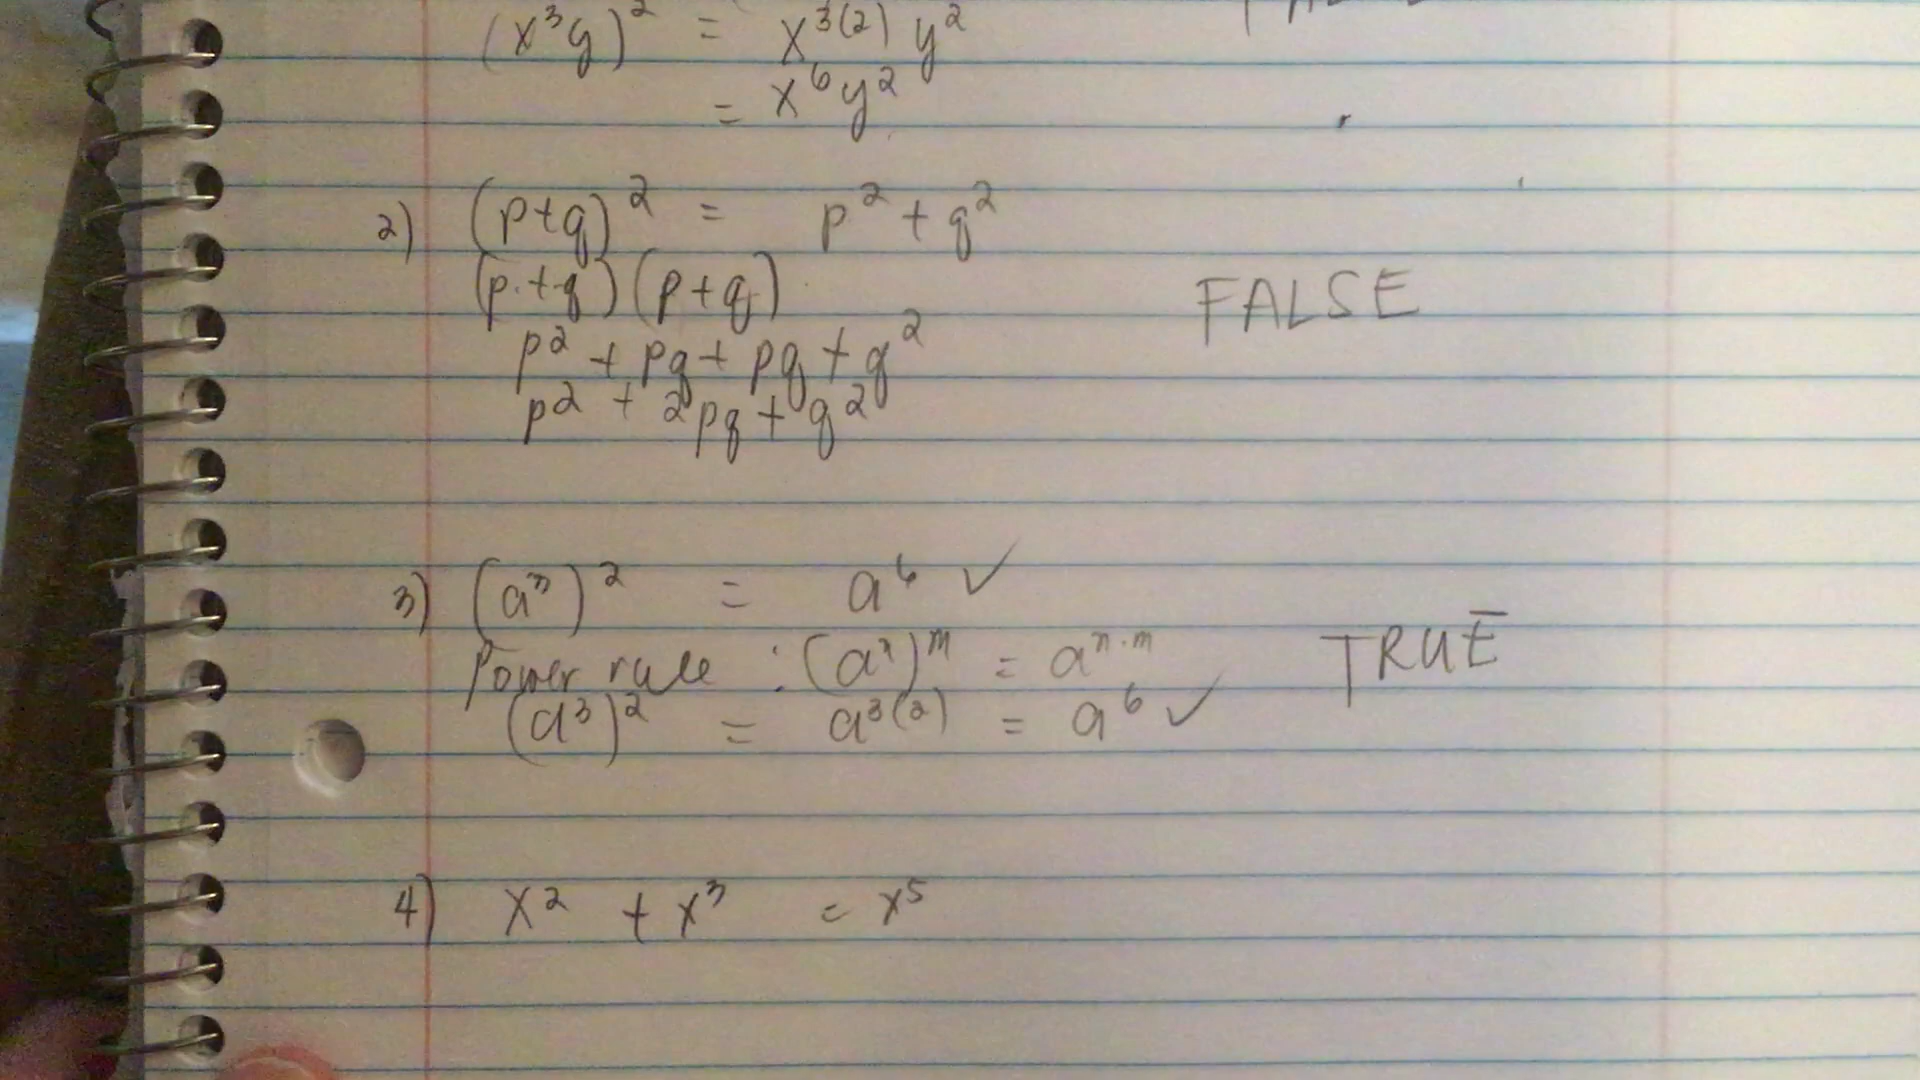 (x³y)² = x³⁽²⁾ y²
= x⁶y²
2) (p+q)² = p² + q²
(p+q)(p+q)
FALSE
p² + pq + pq + q²
p² + 2pq + q²
3) (a³)² = a⁶ ✓
Power rule : (aⁿ)ᵐ = aⁿ·ᵐ TRUE
(a³)² = a³⁽²⁾ = a⁶ ✓
4) x² + x³ = x⁵